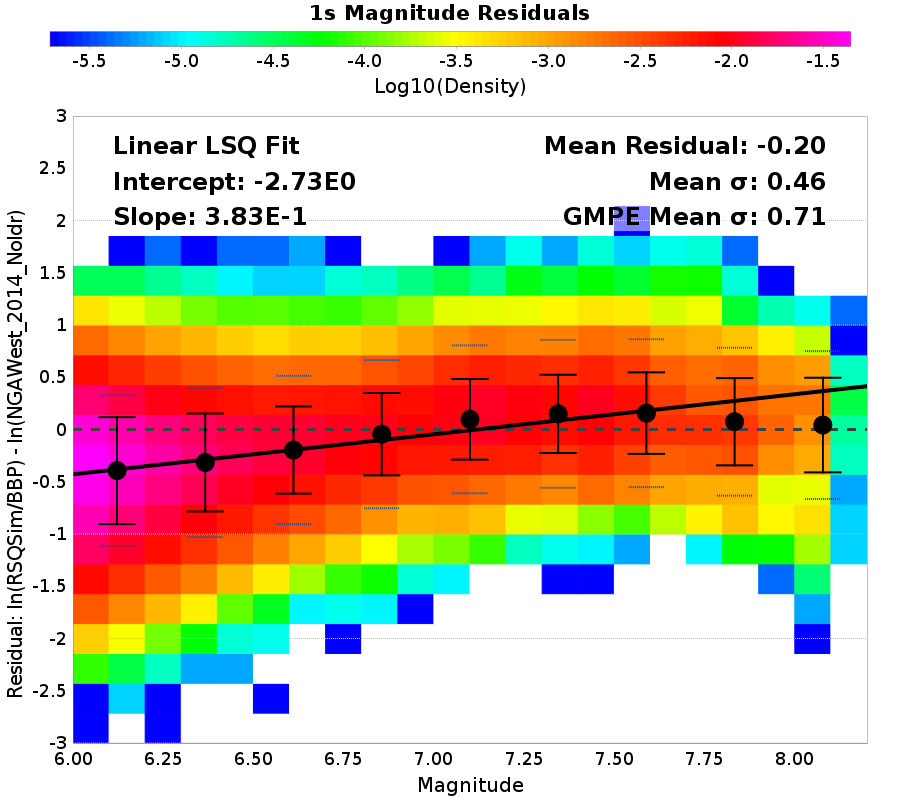 1s Magnitude Residuals
-5.5 -5.0 -4.5 -4.0 -3.5 -3.0 -2.5 -2.0 -1.5
Log10(Density)
Linear LSQ Fit
Intercept: -2.73E0
Slope: 3.83E-1
Mean Residual: -0.20
Mean σ: 0.46
GMPE Mean σ: 0.71
Residual: ln(RSQSim/BBP) - ln(NGAWest_2014_NoIdr)
3
2.5
2
1.5
1
0.5
0
-0.5
-1
-1.5
-2
-2.5
-3
6.00 6.25 6.50 6.75 7.00 7.25 7.50 7.75 8.00
Magnitude